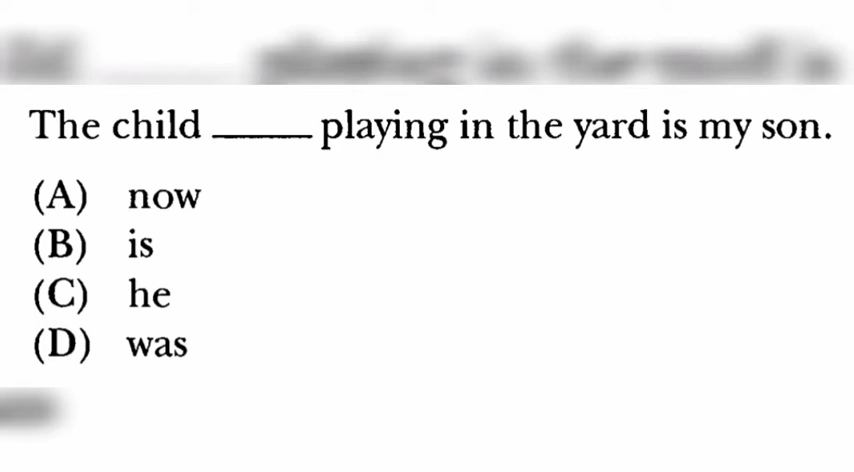 The child _____ playing in the yard is my son.
(A) now
(B) is
(C) he
(D) was